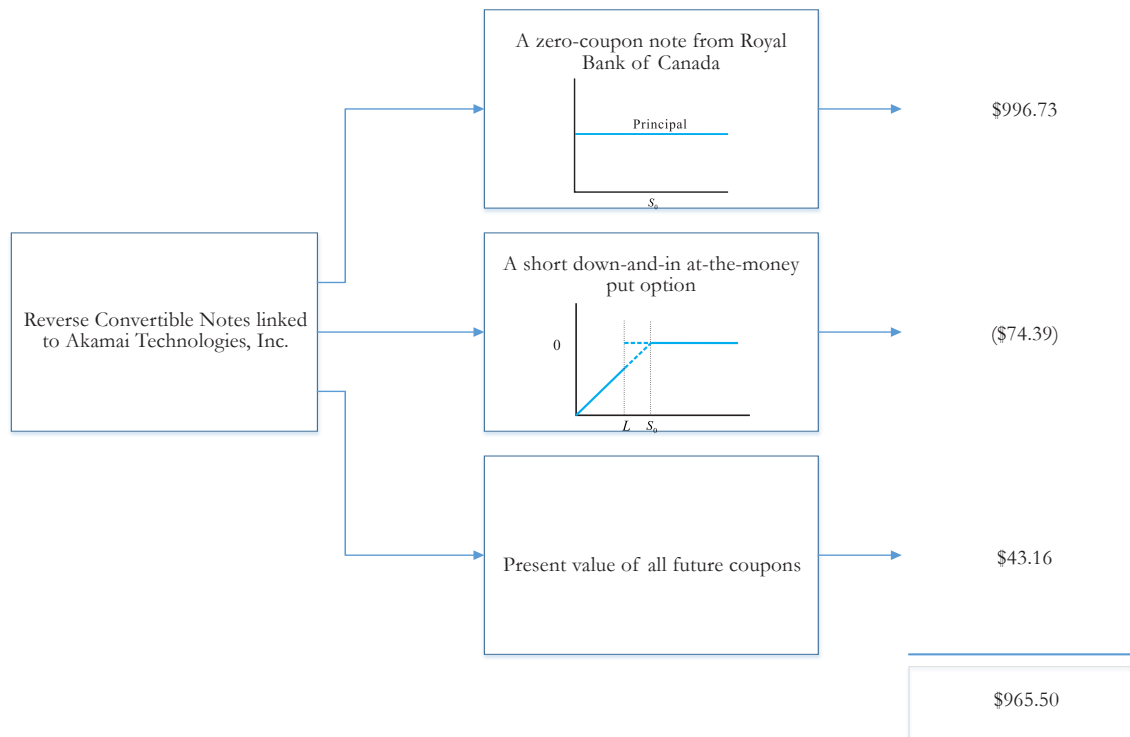 A zero-coupon note from Royal
Bank of Canada
Principal
S₀
$996.73
Reverse Convertible Notes linked
to Akamai Technologies, Inc.
A short down-and-in at-the-money
put option
0
L S₀
($74.39)
Present value of all future coupons
$43.16
$965.50